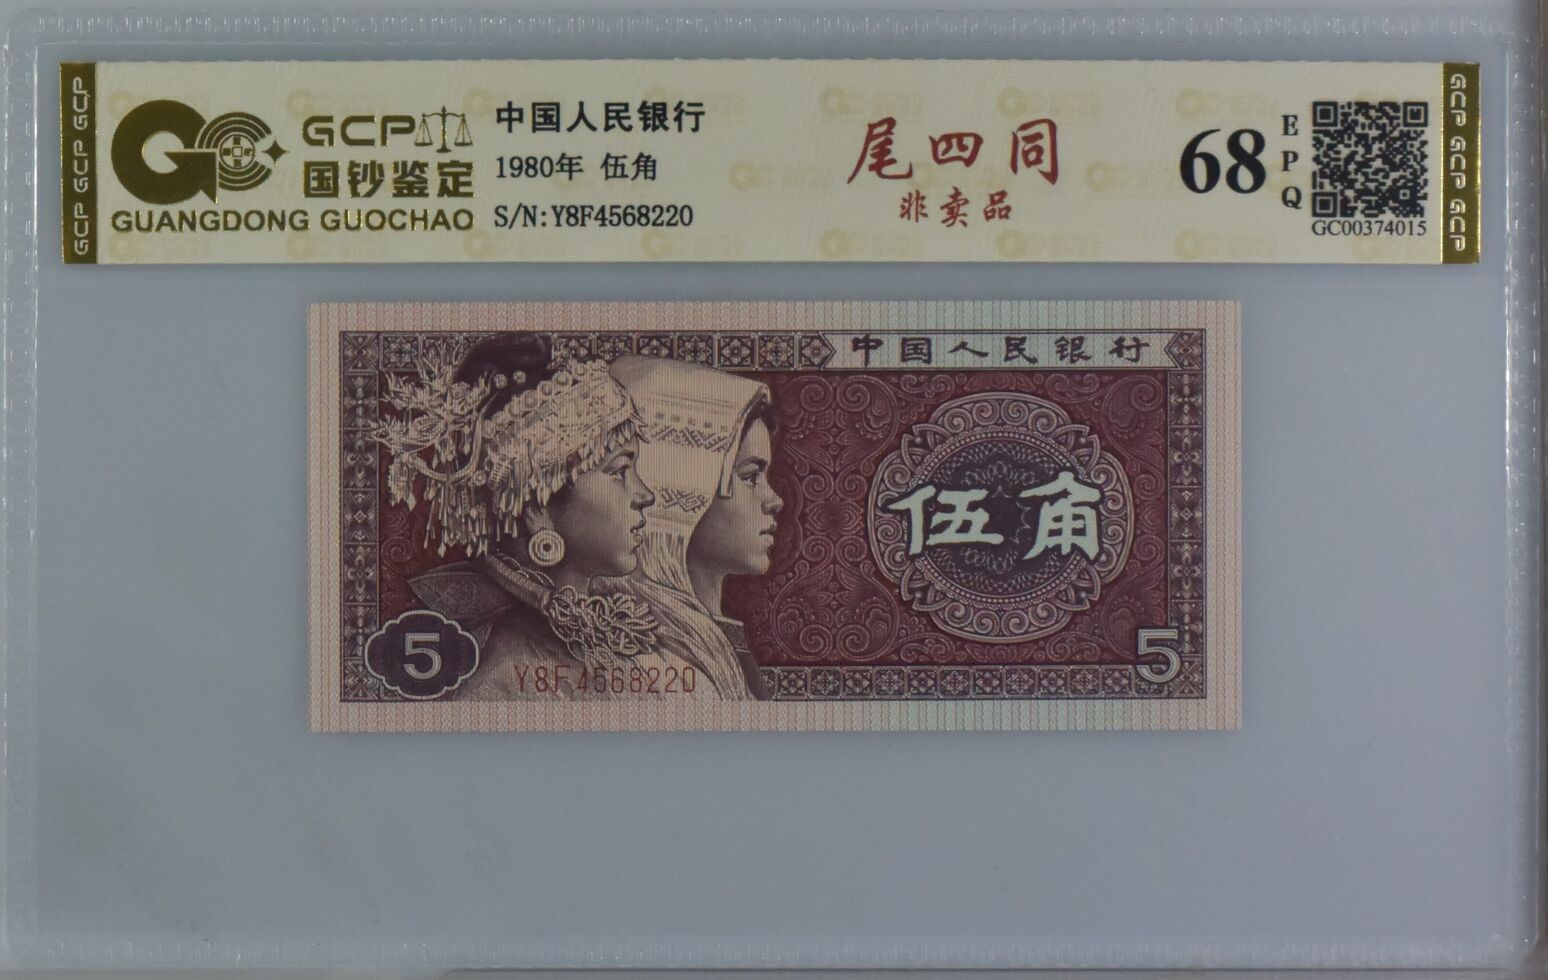 GCP GCP GCP
GCP
国钞鉴定
GUANGDONG GUOCHAO
中国人民银行
1980年 伍角
S/N:Y8F4568220
尾四同
非卖品
68
EPQ
GC00374015
GCP GCP GCP
中国人民银行
伍角
5
Y8F4568220
5